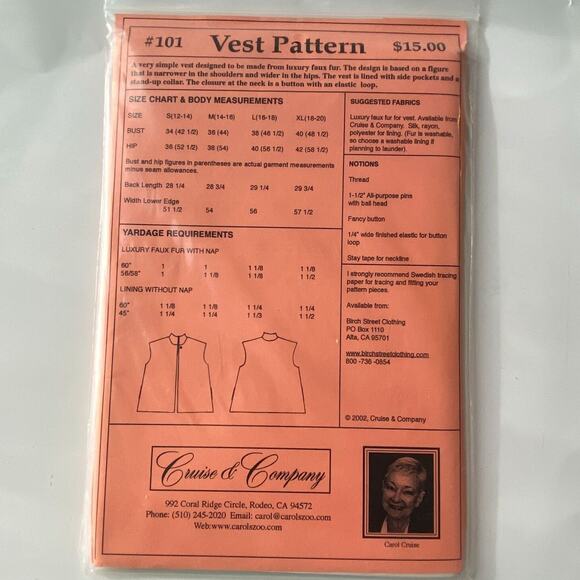 #101 Vest Pattern $15.00
A very simple vest designed to be made from luxury faux fur. The design is based on a figure
that is narrower in the shoulders and wider in the hips. The vest is lined with side pockets and a
stand-up collar. The closure at the neck is a button with an elastic loop.
SIZE CHART & BODY MEASUREMENTS
SIZE S(12-14) M(14-16) L(16-18) XL(18-20)
BUST 34 (42 1/2) 36 (44) 38 (46 1/2) 40 (48 1/2)
HIP 36 (52 1/2) 38 (54) 40 (56 1/2) 42 (58 1/2)
Bust and hip figures in parentheses are actual garment measurements
minus seam allowances.
Back Length 28 1/4 28 3/4 29 1/4 29 3/4
Width Lower Edge
51 1/2 54 56 57 1/2
YARDAGE REQUIREMENTS
LUXURY FAUX FUR WITH NAP
60" 1 1 1 1/8 1 1/8
56/58" 1 1 1/8 1 1/8 1 1/2
LINING WITHOUT NAP
60" 1 1/8 1 1/8 1 1/4 1 1/4
45" 1 1/4 1 1/4 1 1/3 1 1/2
SUGGESTED FABRICS
Luxury faux fur for vest. Available from
Cruise & Company. Silk, rayon,
polyester for lining. (Fur is washable,
so choose a washable lining if
planning to launder).
NOTIONS
Thread
1-1/2" All-purpose pins
with ball head
Fancy button
1/4" wide finished elastic for button
loop
Stay tape for neckline
I strongly recommend Swedish tracing
paper for tracing and fitting your
pattern pieces.
Available from:
Birch Street Clothing
PO Box 1110
Alta, CA 95701
www.birchstreetclothing.com
800 -736 -0854
© 2002, Cruise & Company
Cruise & Company
992 Coral Ridge Circle, Rodeo, CA 94572
Phone: (510) 245-2020 Email: carol@carolszoo.com
Web:www.carolszoo.com
Carol Cruise